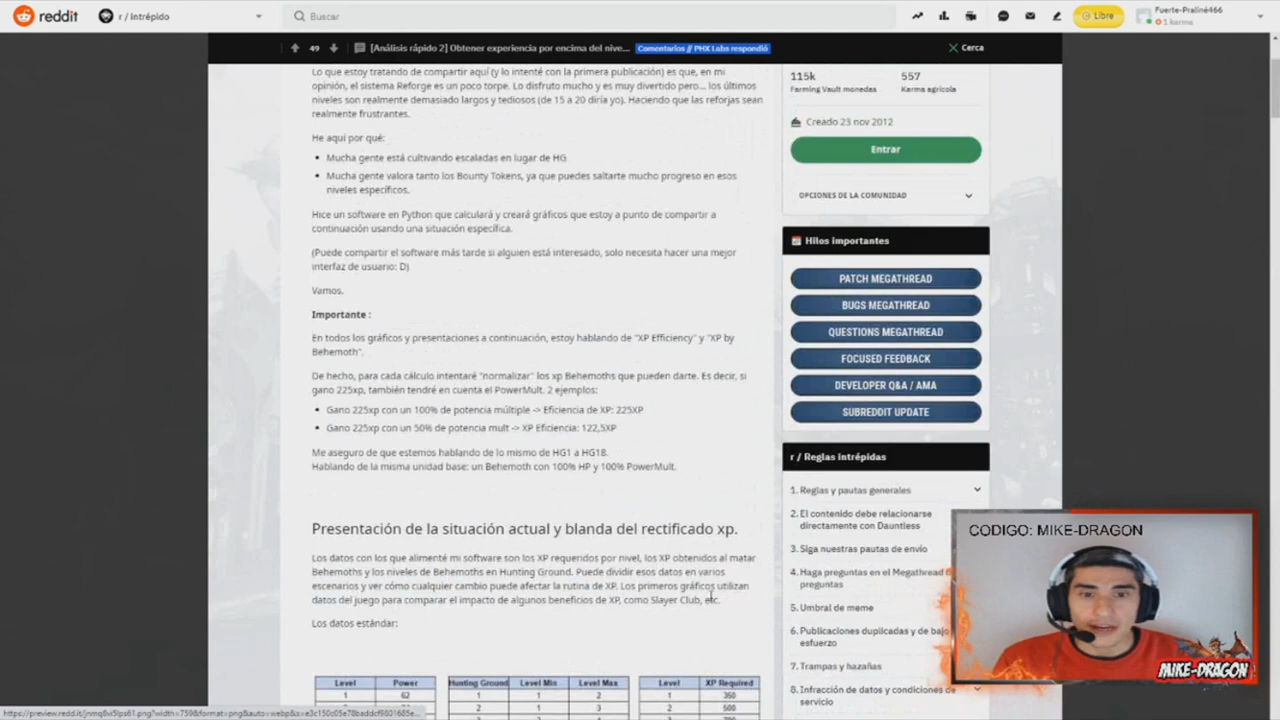 reddit
r / Intrépido
Buscar
Libre
Fuerte-Praliné466
1 karma
49
[Análisis rápido 2] Obtener experiencia por encima del nive...
Comentarios // PHX Labs respondió
Cerca
Lo que estoy tratando de compartir aquí (y lo intenté con la primera publicación) es que, en mi
opinión, el sistema Reforge es un poco torpe. Lo disfruto mucho y es muy divertido pero... los últimos
niveles son realmente demasiado largos y tediosos (de 15 a 20 diría yo). Haciendo que las reforjas sean
realmente frustrantes.
He aquí por qué:
Mucha gente está cultivando escaladas en lugar de HG
Mucha gente valora tanto los Bounty Tokens, ya que puedes saltarte mucho progreso en esos
niveles específicos.
Hice un software en Python que calculará y creará gráficos que estoy a punto de compartir a
continuación usando una situación específica.
(Puede compartir el software más tarde si alguien está interesado, solo necesita hacer una mejor
interfaz de usuario: D)
Vamos.
Importante :
En todos los gráficos y presentaciones a continuación, estoy hablando de "XP Efficiency" y "XP by
Behemoth".
De hecho, para cada cálculo intentaré "normalizar" los xp Behemoths que pueden darte. Es decir, si
gano 225xp, también tendré en cuenta el PowerMult. 2 ejemplos:
Gano 225xp con un 100% de potencia múltiple -> Eficiencia de XP: 225XP
Gano 225xp con un 50% de potencia mult -> XP Eficiencia: 122,5XP
Me aseguro de que estemos hablando de lo mismo de HG1 a HG18.
Hablando de la misma unidad base: un Behemoth con 100% HP y 100% PowerMult.
Presentación de la situación actual y blanda del rectificado xp.
Los datos con los que alimenté mi software son los XP requeridos por nivel, los XP obtenidos al matar
Behemoths y los niveles de Behemoths en Hunting Ground. Puede dividir esos datos en varios
escenarios y ver cómo cualquier cambio puede afectar la rutina de XP. Los primeros gráficos utilizan
datos del juego para comparar el impacto de algunos beneficios de XP, como Slayer Club, etc.
Los datos estándar:
Level Power
1 62
Hunting Ground Level Min Level Max
1 1 2
2 1 3
Level XP Required
1 350
2 500
115k 557
Farming Vault monedas Karma agrícola
Creado 23 nov 2012
Entrar
OPCIONES DE LA COMUNIDAD
Hilos importantes
PATCH MEGATHREAD
BUGS MEGATHREAD
QUESTIONS MEGATHREAD
FOCUSED FEEDBACK
DEVELOPER Q&A / AMA
SUBREDDIT UPDATE
r / Reglas Intrépidas
1. Reglas y pautas generales
2. El contenido debe relacionarse
directamente con Dauntless
3. Siga nuestras pautas de envío
4. Haga preguntas en el Megathread
preguntas
5. Umbral de meme
6. Publicaciones duplicadas y de bajo
esfuerzo
7. Trampas y hazañas
8. Infracción de datos y condiciones de
servicio
CODIGO: MIKE-DRAGON
MIKE-DRAGON